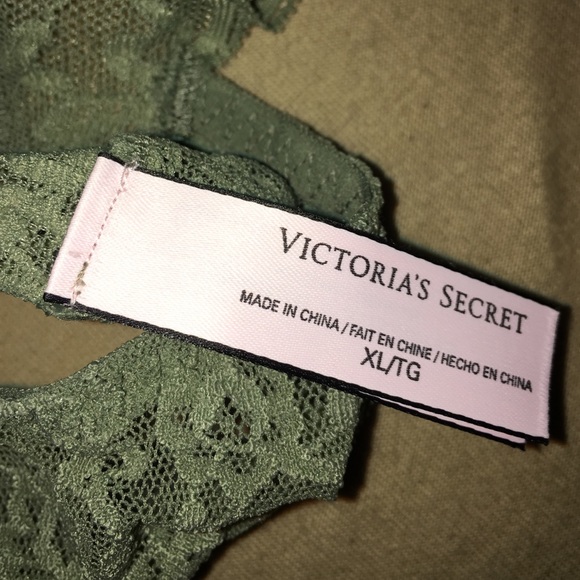 VICTORIA'S SECRET
MADE IN CHINA / FAIT EN CHINE / HECHO EN CHINA
XL/TG